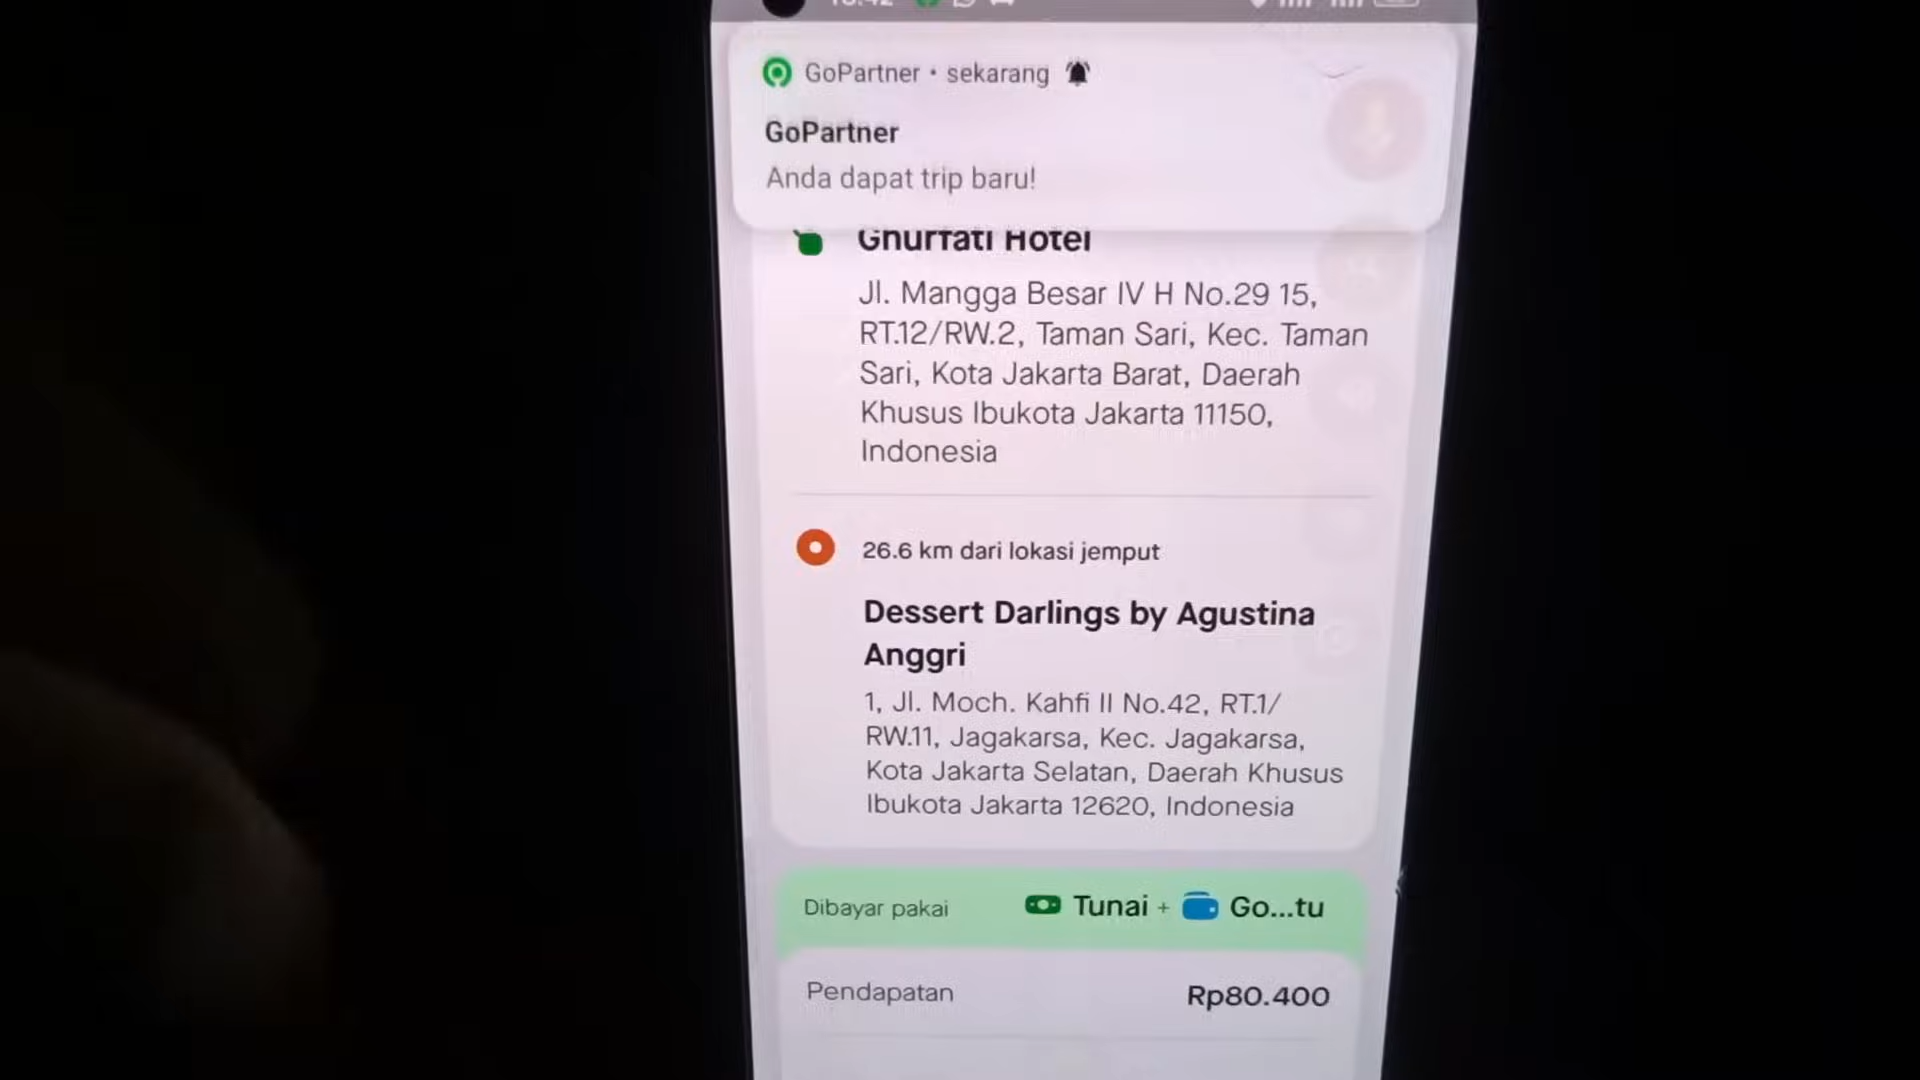 GoPartner • sekarang
GoPartner
Anda dapat trip baru!
Ghurfati Hotel
Jl. Mangga Besar IV H No.29 15,
RT.12/RW.2, Taman Sari, Kec. Taman
Sari, Kota Jakarta Barat, Daerah
Khusus Ibukota Jakarta 11150,
Indonesia
26.6 km dari lokasi jemput
Dessert Darlings by Agustina
Anggri
1, Jl. Moch. Kahfi II No.42, RT.1/
RW.11, Jagakarsa, Kec. Jagakarsa,
Kota Jakarta Selatan, Daerah Khusus
Ibukota Jakarta 12620, Indonesia
Dibayar pakai Tunai + Go...tu
Pendapatan Rp80.400